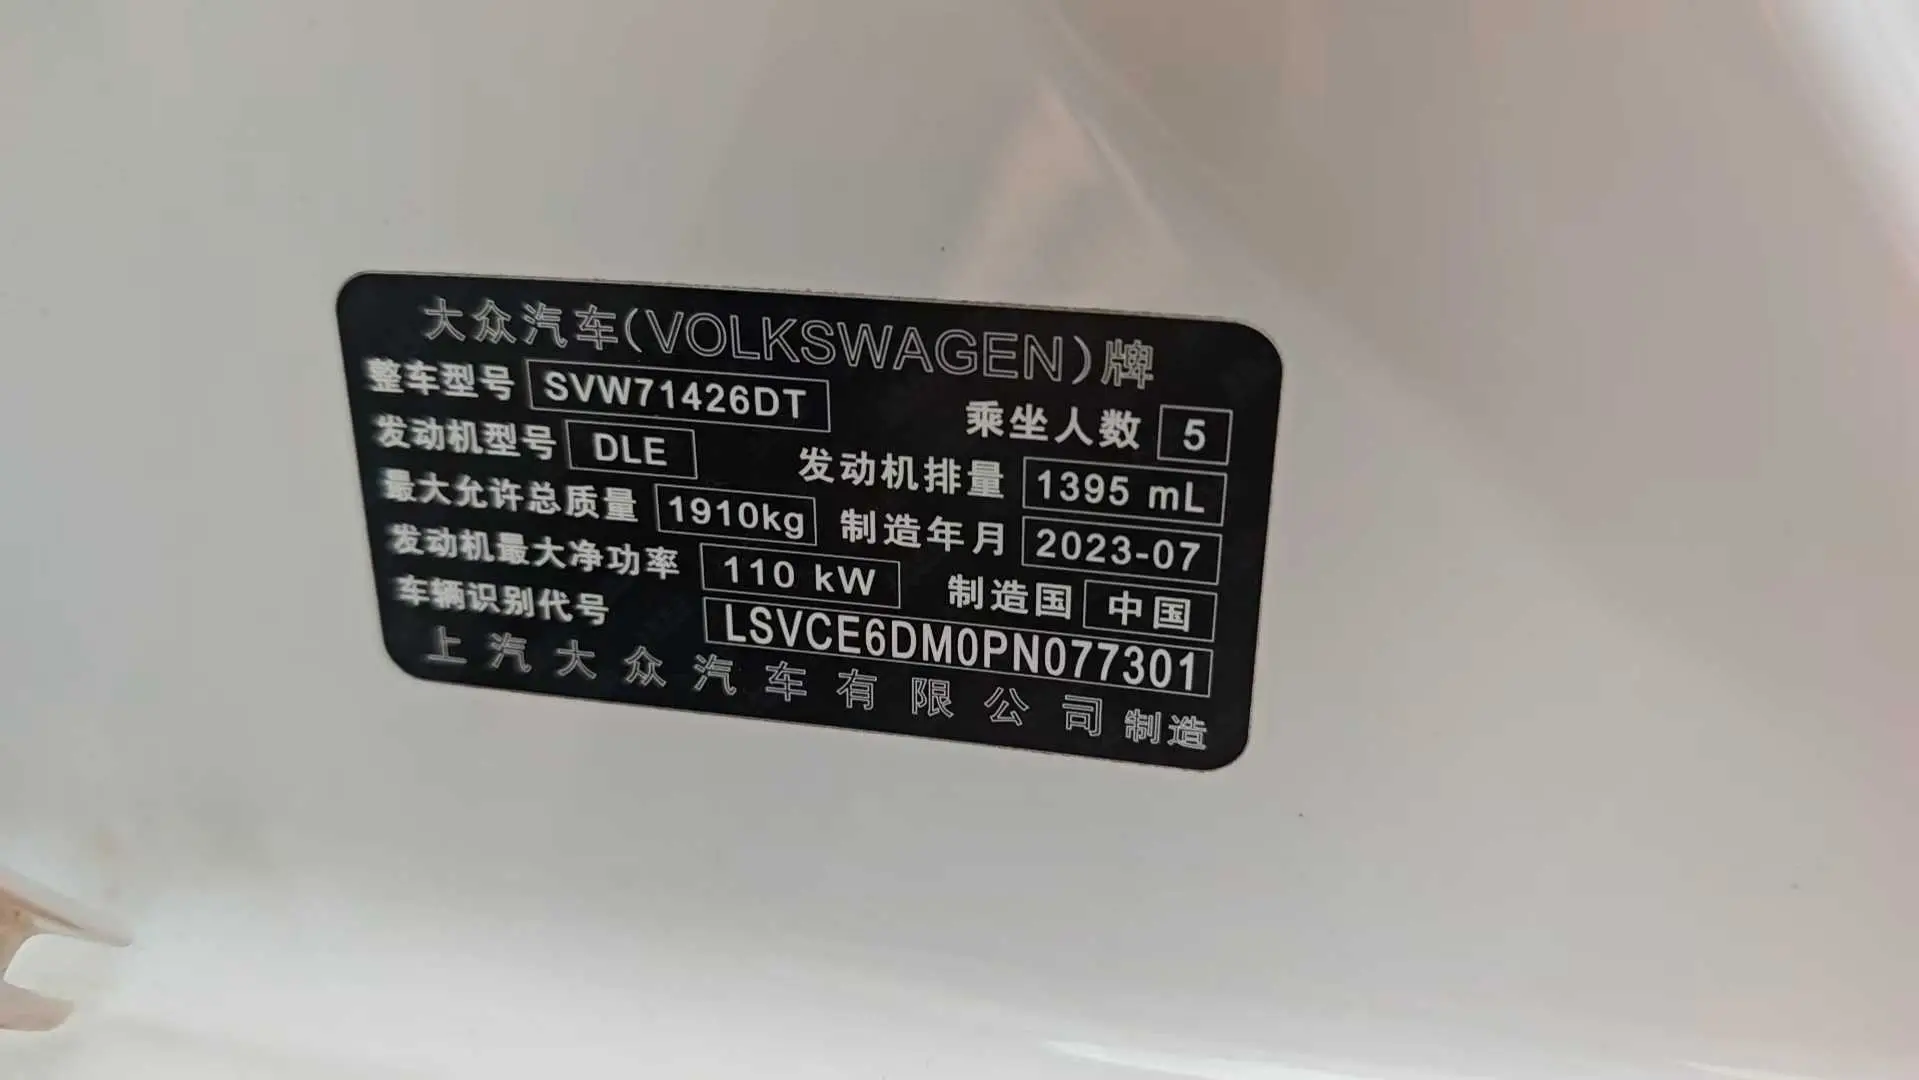 大众汽车(VOLKSWAGEN)牌
整车型号 SVW71426DT 乘坐人数 5
发动机型号 DLE 发动机排量 1395 mL
最大允许总质量 1910kg 制造年月 2023-07
发动机最大净功率 110 kW 制造国 中国
车辆识别代号 LSVCE6DM0PN077301
上汽大众汽车有限公司制造